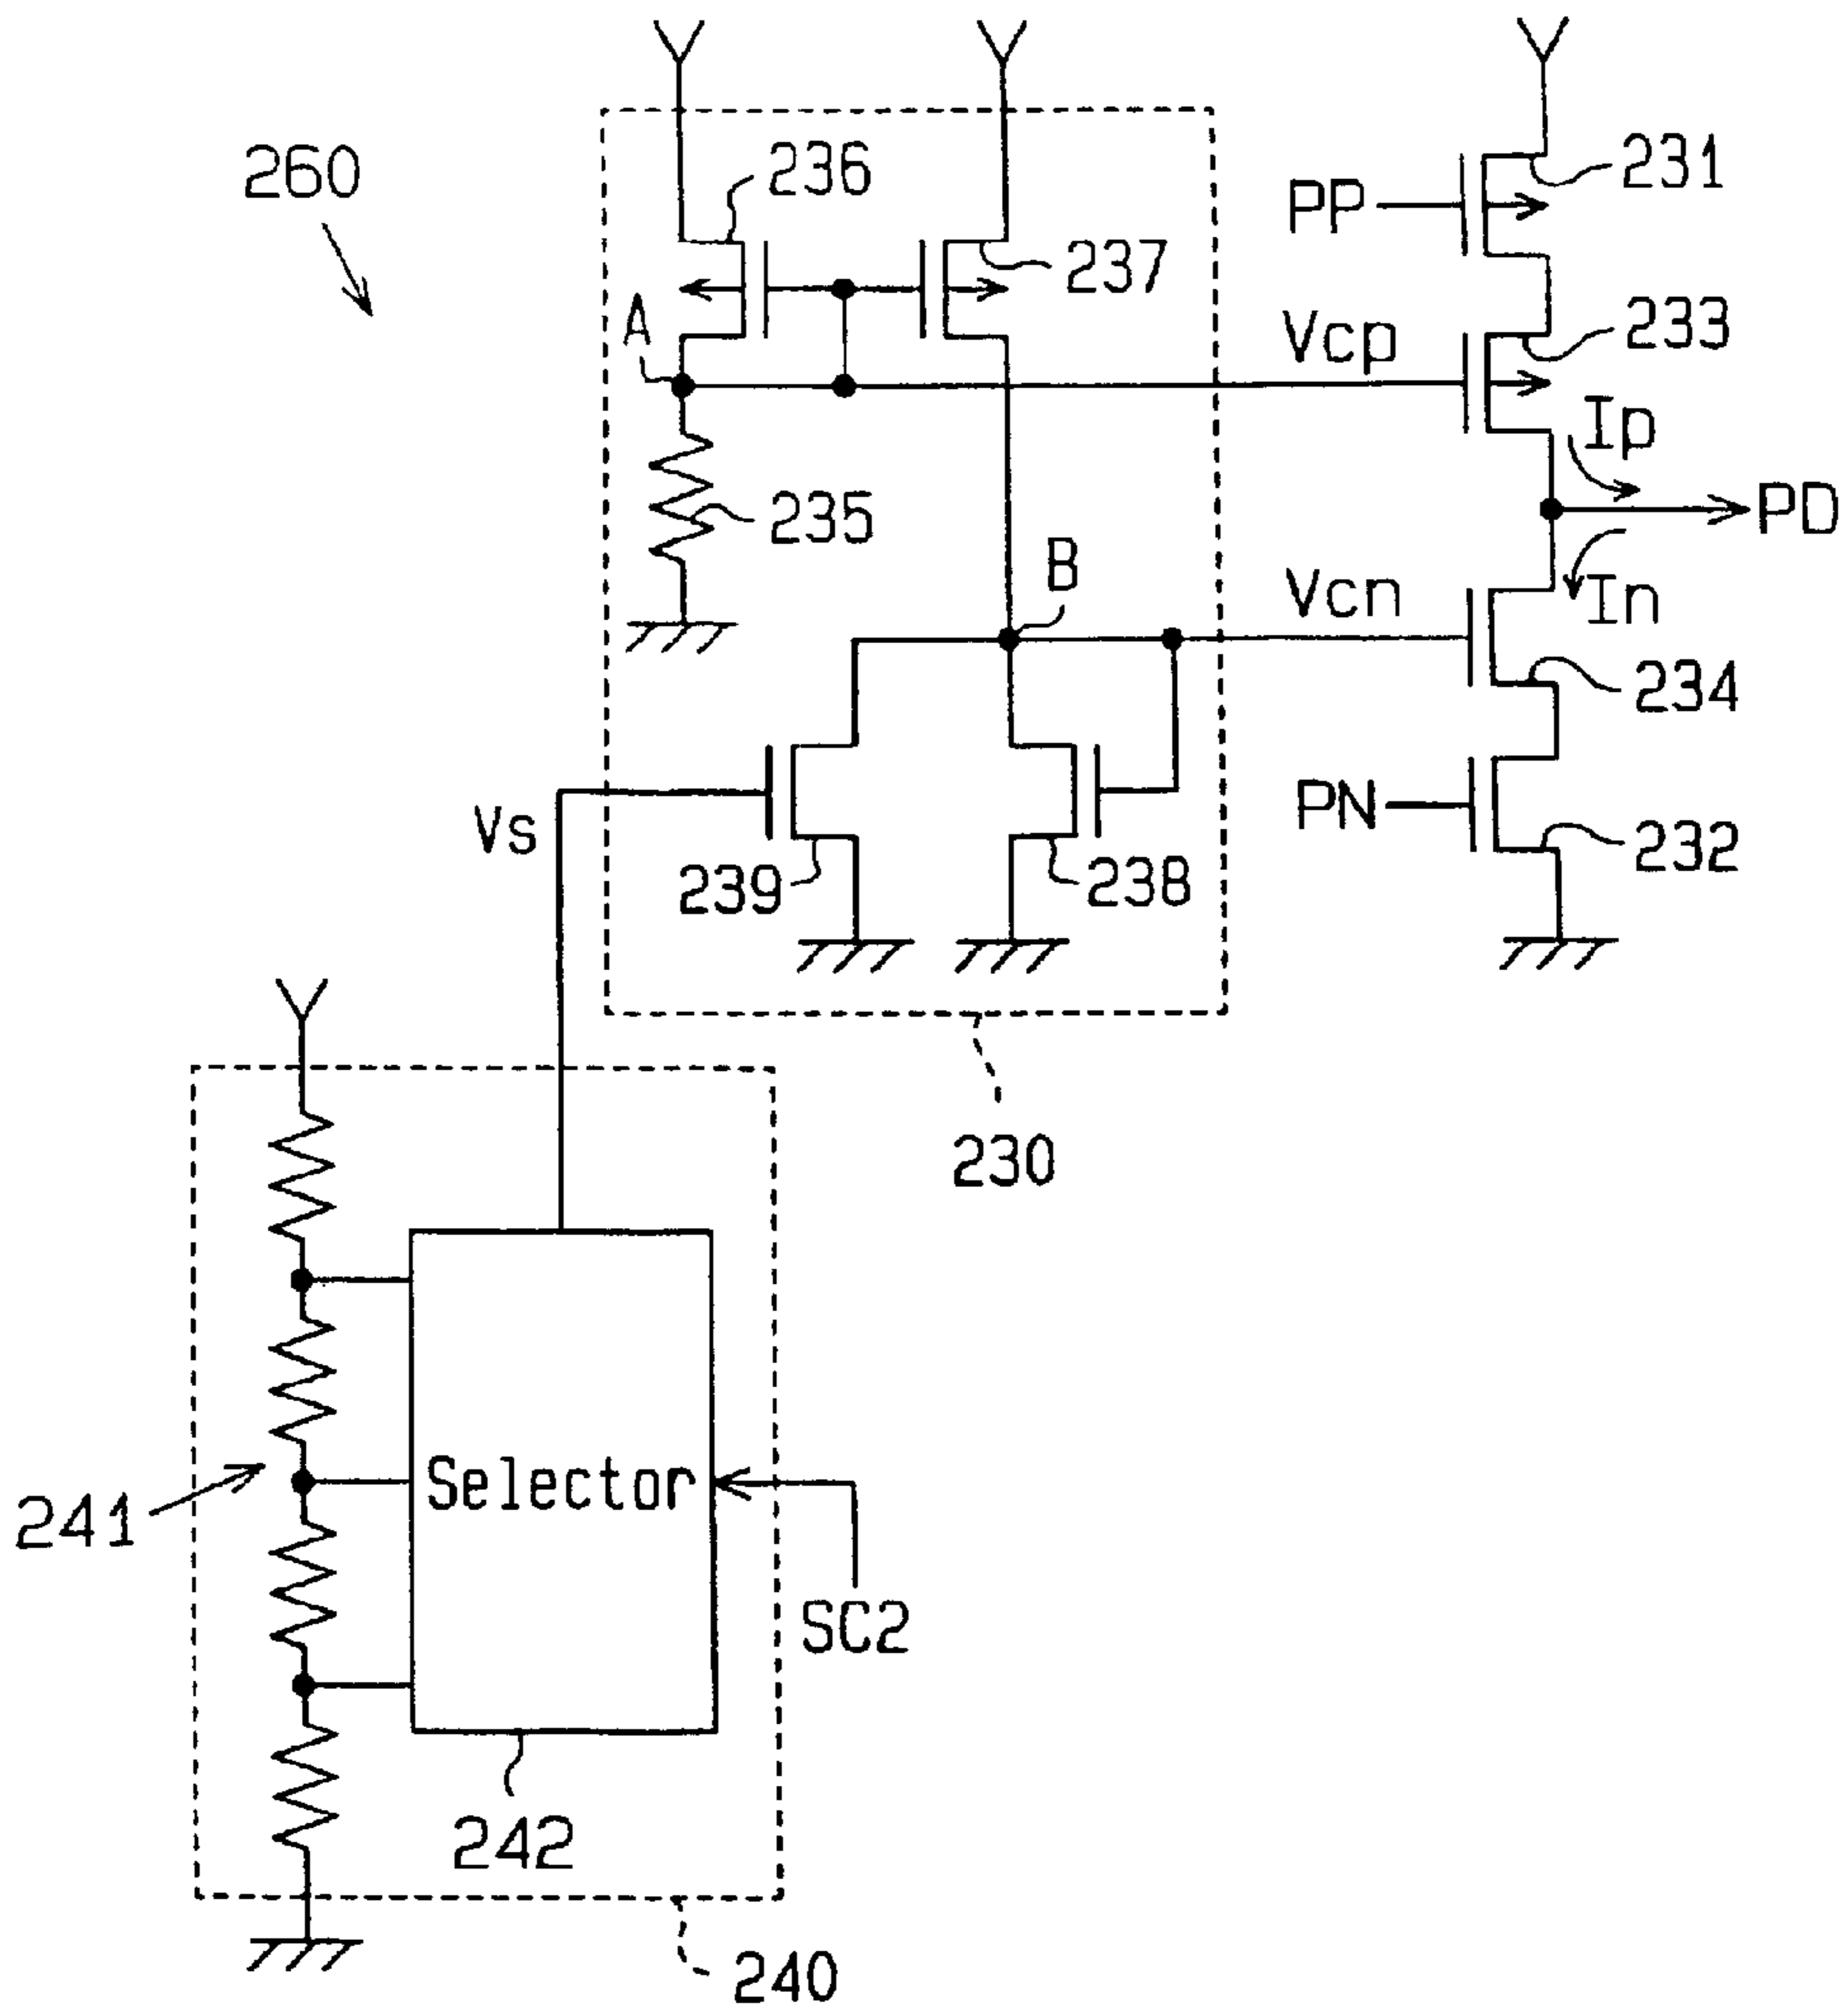 260
236
231
PP
237
A
Vcp
233
Ip
235
PD
B
Vcn
In
234
Vs
PN
239
238
232
230
Selector
241
SC2
242
240